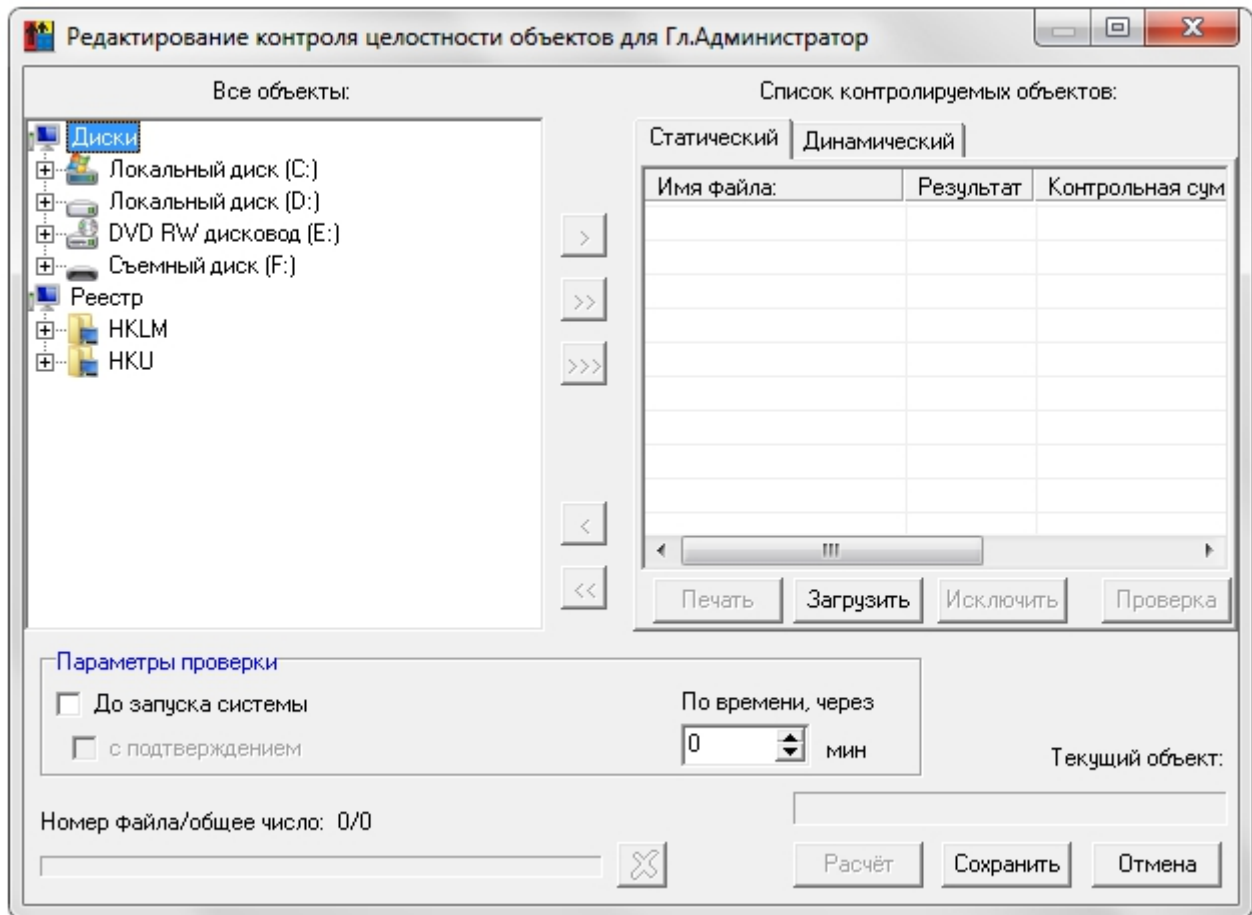 Редактирование контроля целостности объектов для Гл.Администратор
Все объекты:
Диски
Локальный диск (C:)
Локальный диск (D:)
DVD RW дисковод (E:)
Съемный диск (F:)
Реестр
HKLM
HKU
>
>>
>>>
<
<<
Список контролируемых объектов:
Статический Динамический
Имя файла: Результат Контрольная сум
Печать Загрузить Исключить Проверка
Параметры проверки
До запуска системы
с подтверждением
По времени, через
0 мин
Текущий объект:
Номер файла/общее число: 0/0
Расчёт Сохранить Отмена